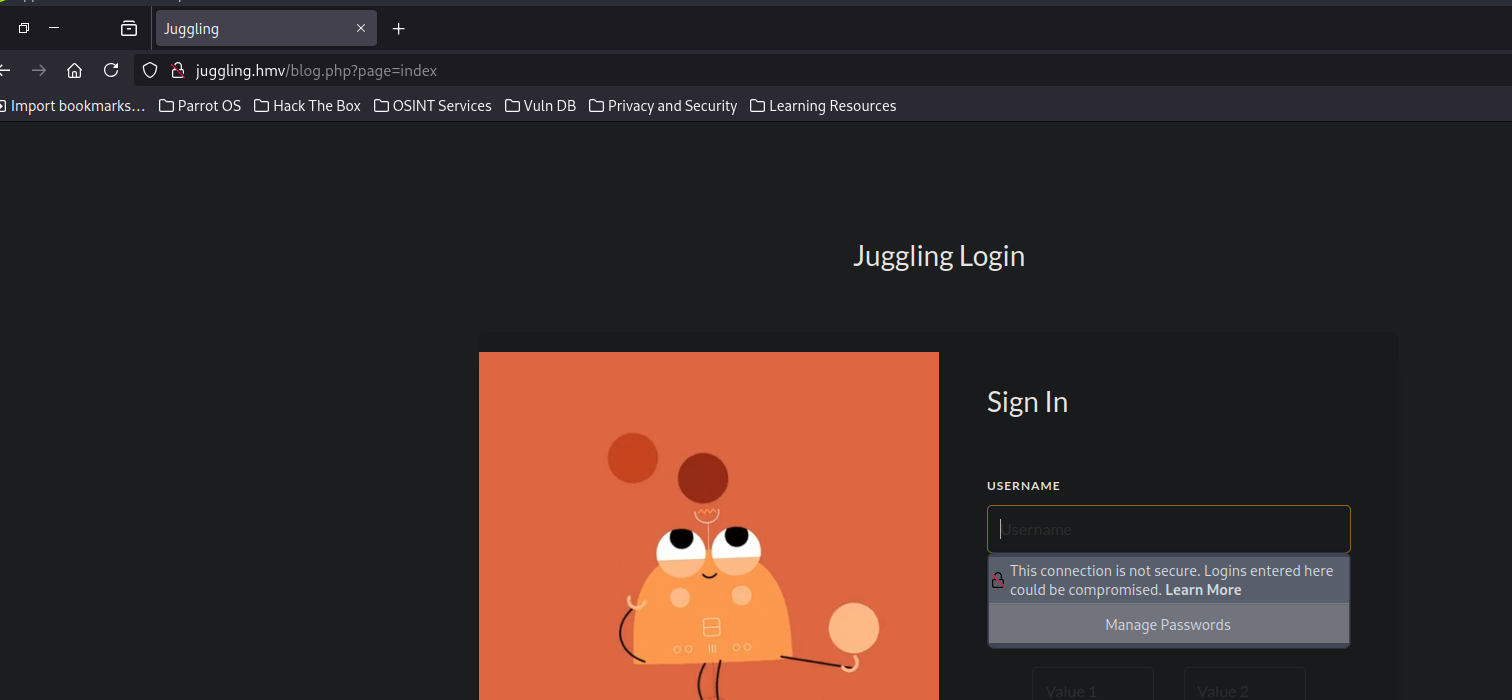 Juggling
juggling.hmv/blog.php?page=index
Import bookmarks… Parrot OS Hack The Box OSINT Services Vuln DB Privacy and Security Learning Resources
Juggling Login
Sign In
USERNAME
Username
This connection is not secure. Logins entered here
could be compromised. Learn More
Manage Passwords
Value 1 Value 2